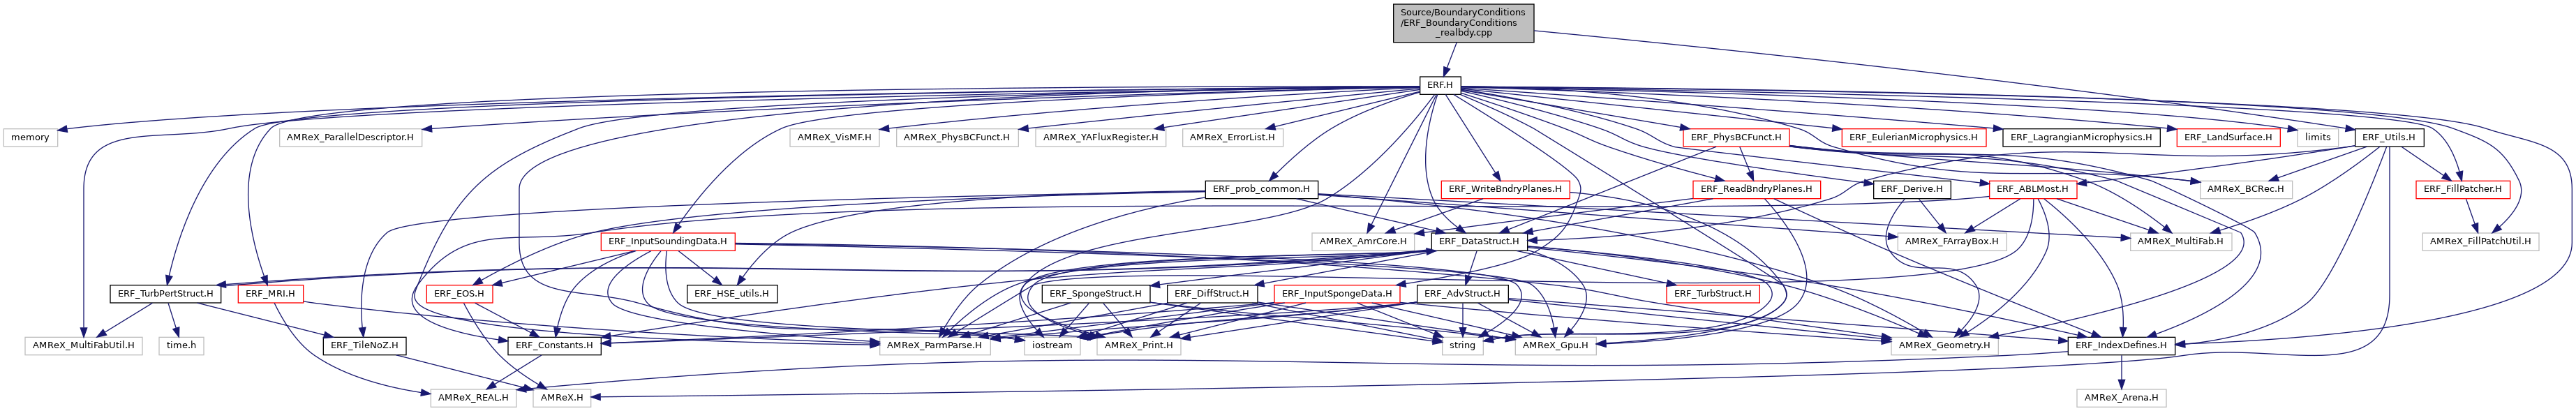 Source/BoundaryConditions
/ERF_BoundaryConditions
_realbdy.cpp
ERF.H
memory
AMReX_ParallelDescriptor.H
AMReX_VisMF.H
AMReX_PhysBCFunct.H
AMReX_YAFluxRegister.H
AMReX_ErrorList.H
ERF_PhysBCFunct.H
ERF_EulerianMicrophysics.H
ERF_LagrangianMicrophysics.H
ERF_LandSurface.H
limits
ERF_Utils.H
ERF_prob_common.H
ERF_WriteBndryPlanes.H
ERF_ReadBndryPlanes.H
ERF_Derive.H
ERF_ABLMost.H
AMReX_BCRec.H
ERF_FillPatcher.H
ERF_InputSoundingData.H
AMReX_AmrCore.H
ERF_DataStruct.H
AMReX_FArrayBox.H
AMReX_MultiFab.H
AMReX_FillPatchUtil.H
ERF_TurbPertStruct.H
ERF_MRI.H
ERF_EOS.H
ERF_HSE_utils.H
ERF_SpongeStruct.H
ERF_DiffStruct.H
ERF_InputSpongeData.H
ERF_AdvStruct.H
ERF_TurbStruct.H
AMReX_MultiFabUtil.H
time.h
ERF_TileNoZ.H
ERF_Constants.H
AMReX_ParmParse.H
iostream
AMReX_Print.H
string
AMReX_Gpu.H
AMReX_Geometry.H
ERF_IndexDefines.H
AMReX_REAL.H
AMReX.H
AMReX_Arena.H